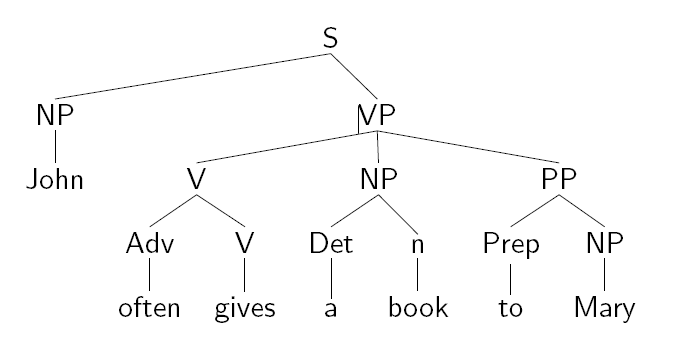 S
NP VP
John V NP PP
Adv V Det n Prep NP
often gives a book to Mary